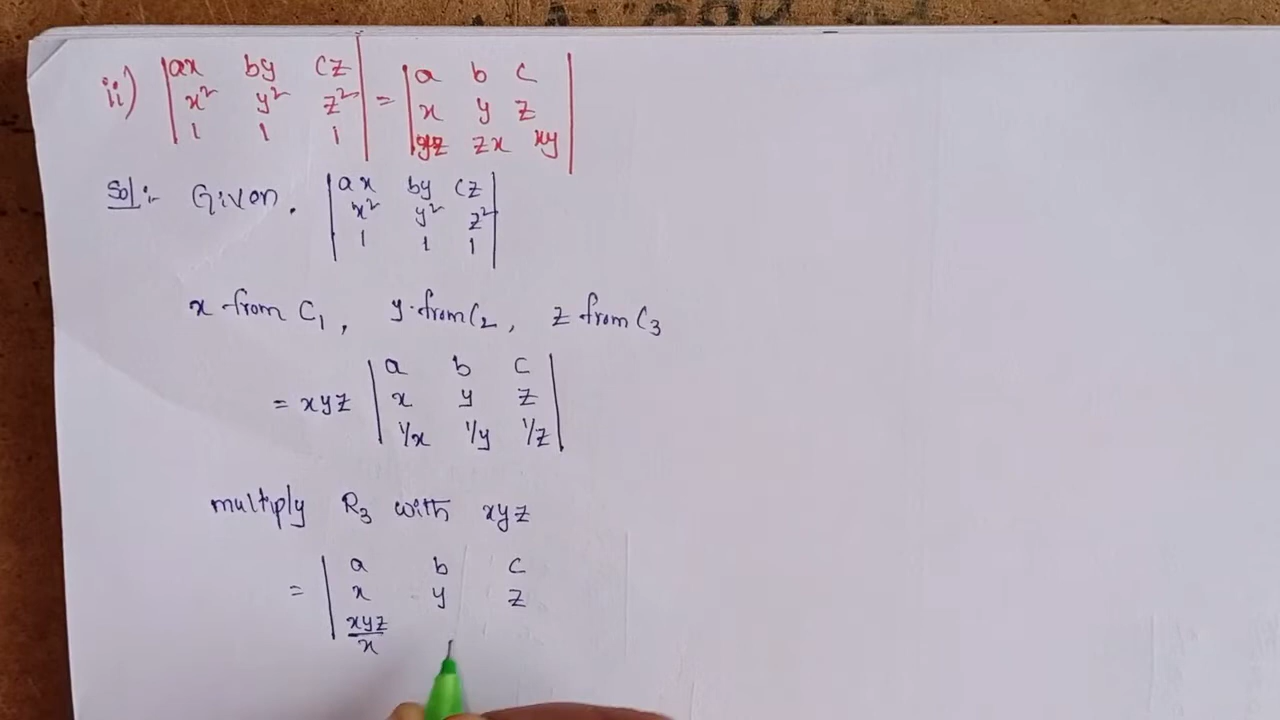 ii) | ax by cz | = | a b c |
| x² y² z² | | x y z |
| 1 1 1 | | yz zx xy |
Sol:- Given. | ax by cz |
| x² y² z² |
| 1 1 1 |
x from C1, y from C2, z from C3
= xyz | a b c |
| x y z |
| 1/x 1/y 1/z |
multiply R3 with xyz
= | a b c
| x y z
| xyz/x